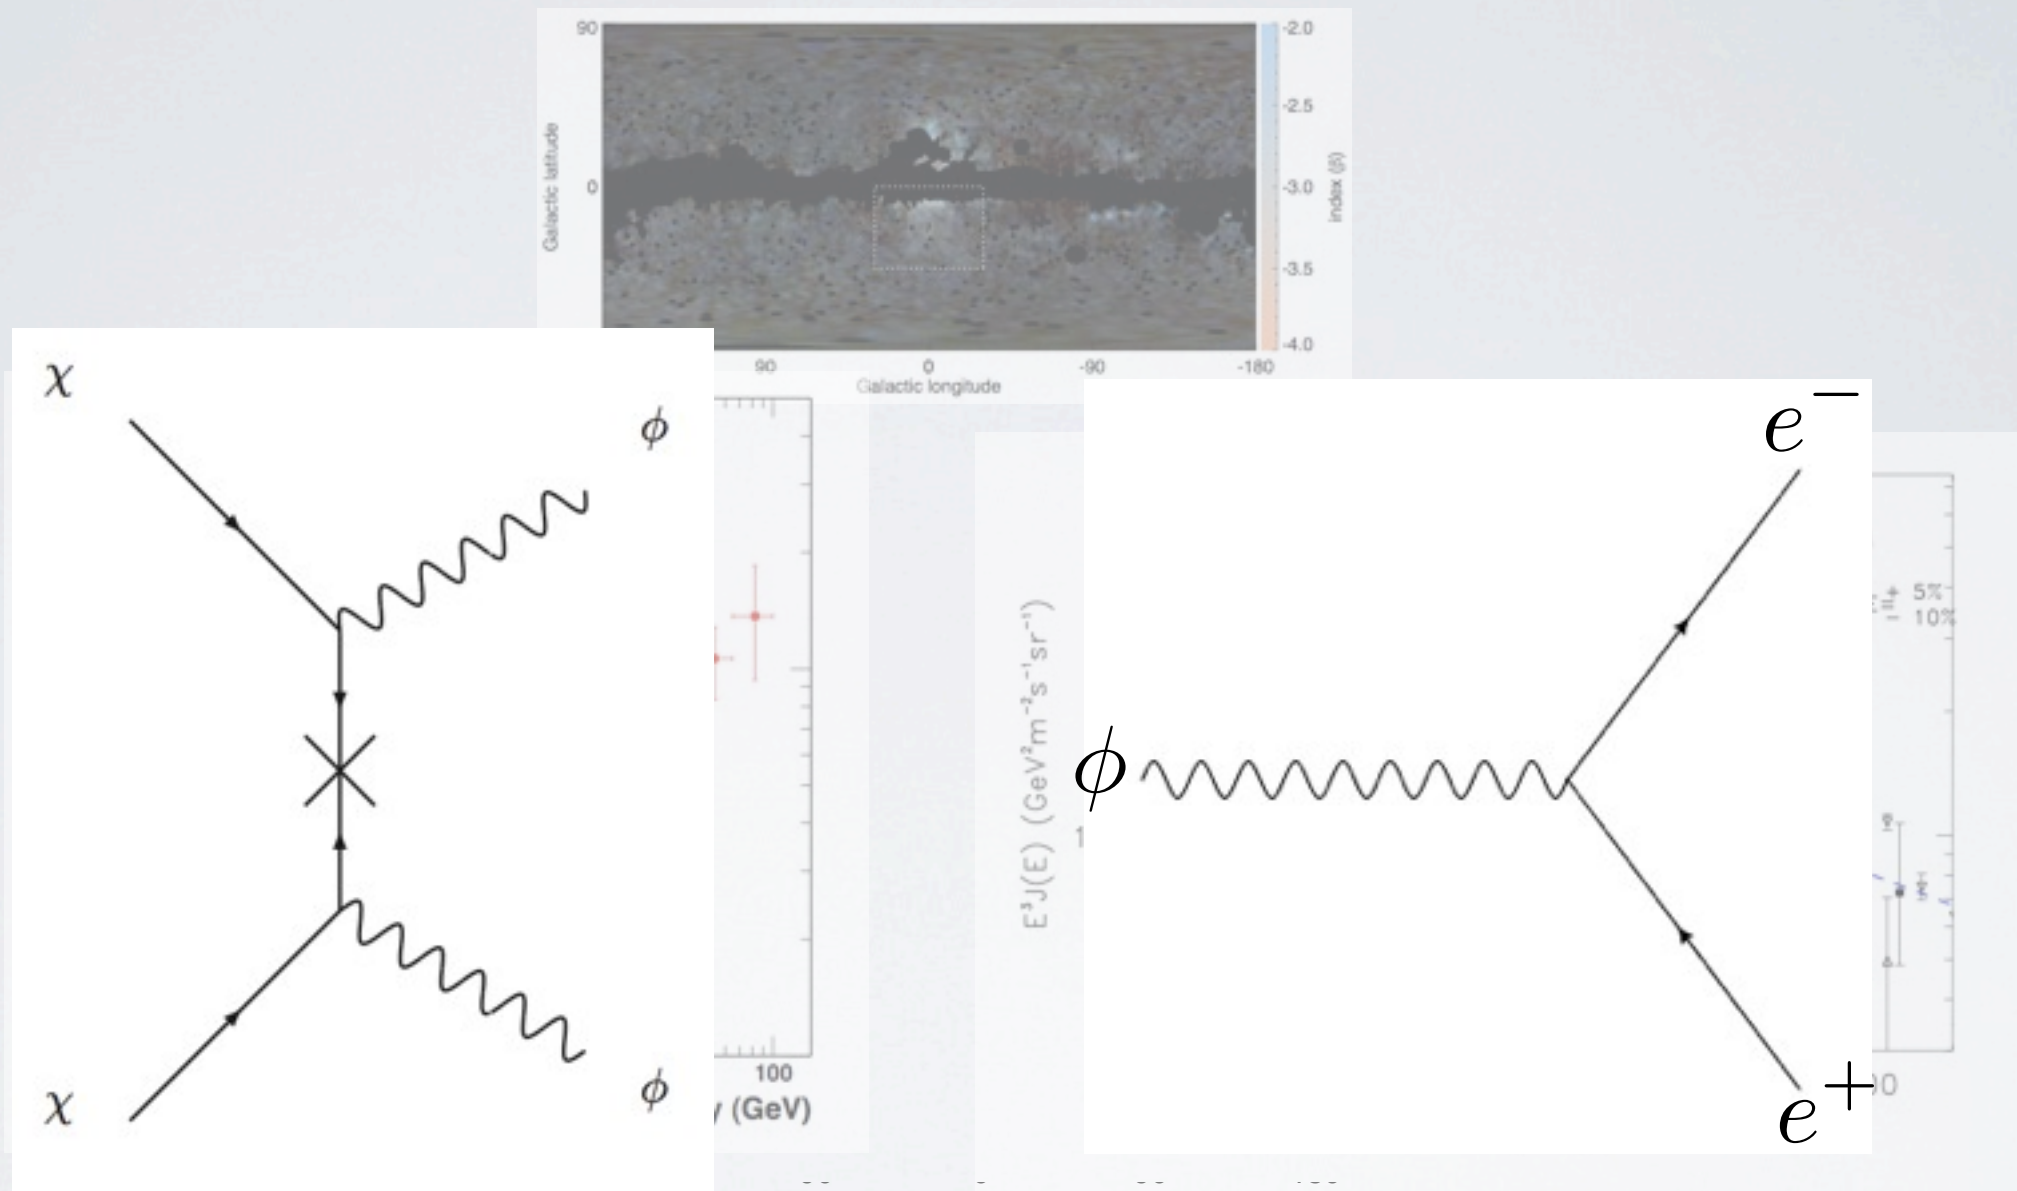 90
0
Galactic latitude
-2.0
-2.5
-3.0
-3.5
-4.0
index (β)
90
0
-90
-180
Galactic longitude
χ
ϕ
χ
ϕ
100
(GeV)
E³J(E) (GeV²m⁻²s⁻¹sr⁻¹)
5%
10%
ϕ
e⁻
e⁺